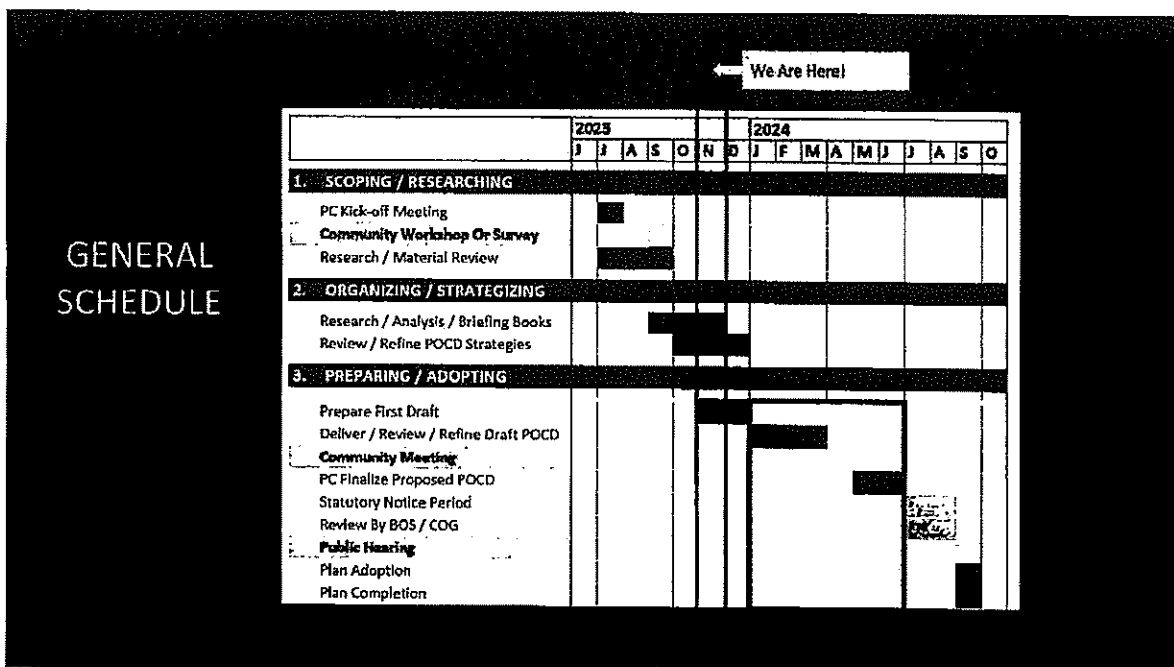 We Are Here!
GENERAL
SCHEDULE
2023 2024
J J A S O N D J F M A M J J A S O
1. SCOPING / RESEARCHING
PC Kick-off Meeting
Community Workshop Or Survey
Research / Material Review
2. ORGANIZING / STRATEGIZING
Research / Analysis / Briefing Books
Review / Refine POCD Strategies
3. PREPARING / ADOPTING
Prepare First Draft
Deliver / Review / Refine Draft POCD
Community Meeting
PC Finalize Proposed POCD
Statutory Notice Period
Review By BOS / COG
Public Hearing
Plan Adoption
Plan Completion